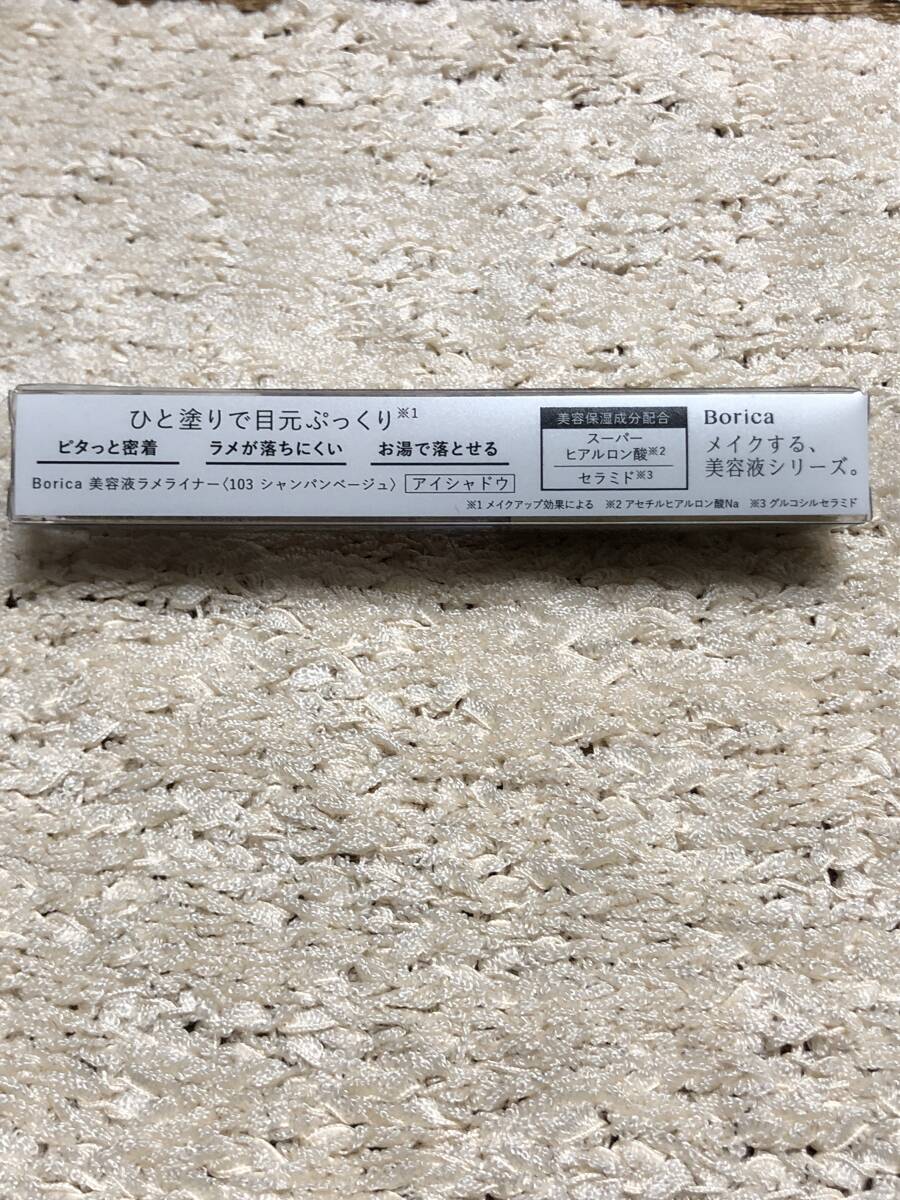 ひと塗りで目元ぷっくり※1
ピタっと密着 ラメが落ちにくい お湯で落とせる
Borica 美容液ラメライナー〈103 シャンパンベージュ〉 アイシャドウ
美容保湿成分配合
スーパー
ヒアルロン酸※2
セラミド※3
Borica
メイクする、
美容液シリーズ。
※1 メイクアップ効果による ※2 アセチルヒアルロン酸Na ※3 グルコシルセラミド